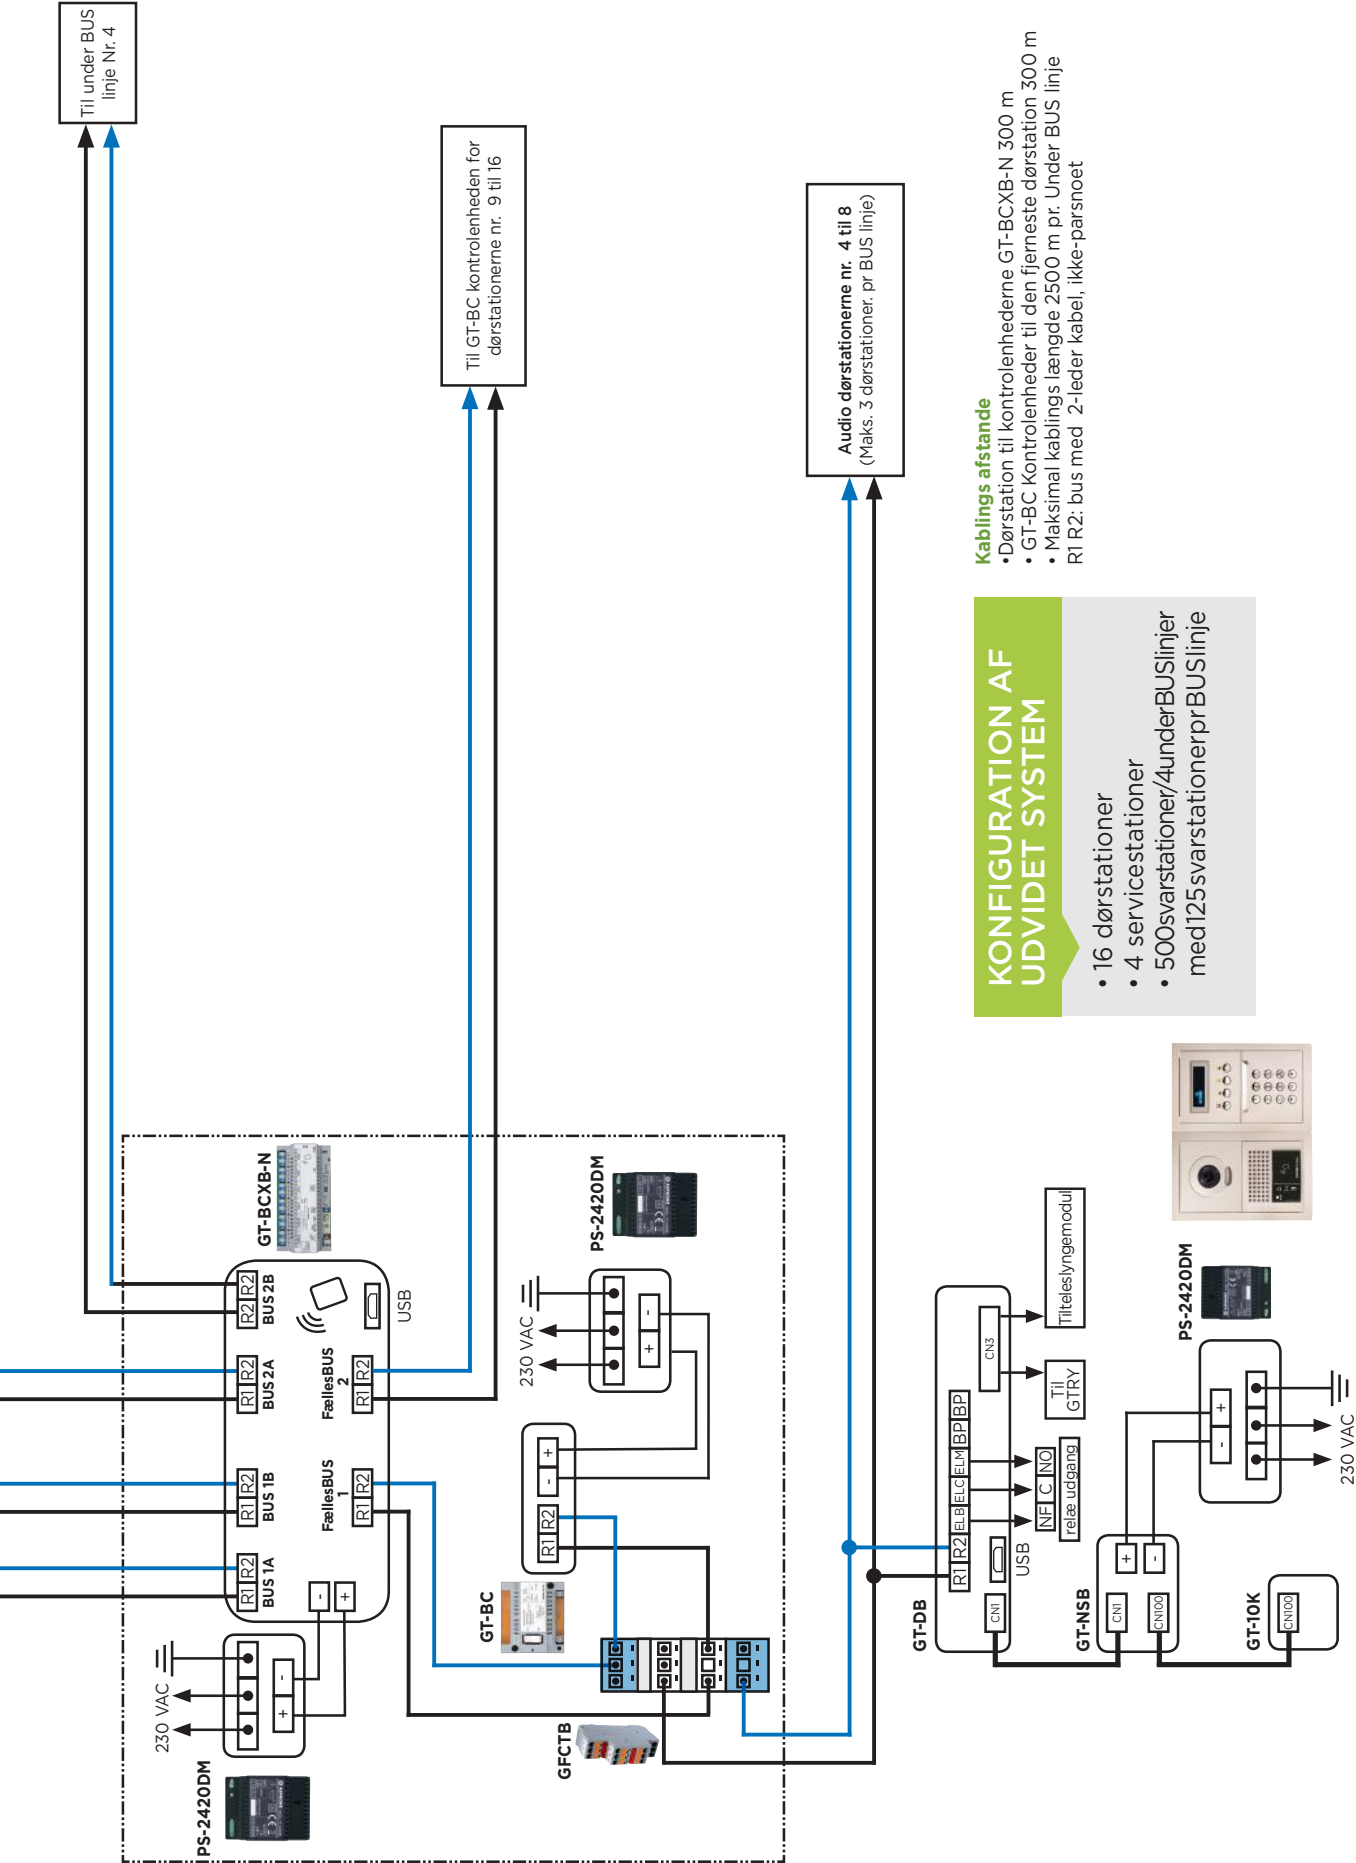 Til under BUS
linje Nr. 4
Til GT-BC kontrolenheden for
dørstationerne nr. 9 til 16
Audio dørstationerne nr. 4 til 8
(Maks. 3 dørstationer. pr BUS linje)
Kablings afstande
•Dørstation til kontrolenhederne GT-BCXB-N 300 m
• GT-BC Kontrolenheder til den fjerneste dørstation 300 m
• Maksimal kablings længde 2500 m pr. Under BUS linje
R1 R2: bus med 2-leder kabel, ikke-parsnoet
KONFIGURATION AF
UDVIDET SYSTEM
• 16 dørstationer
• 4 servicestationer
• 500svarstationer/4underBUSlinjer
med125svarstationerprBUSlinje
GT-BCXB-N
R1 R2
BUS 1A
R1 R2
BUS 1B
R1 R2
BUS 2A
R2 R2
BUS 2B
- +
FællesBUS
1
R1 R2
FællesBUS
2
R1 R2
USB
PS-2420DM
230 VAC
+ -
PS-2420DM
230 VAC
+ -
GT-BC
R1 R2 - +
GFCTB
GT-DB
R1 R2 ELB ELC ELM BP BP
CN1
USB
CN3
NF C NO
relæ udgang
Til
GTRY
Tilteleslyngemodul
GT-NSB
CN1
CN100
+ -
GT-10K
CN100
PS-2420DM
- +
230 VAC